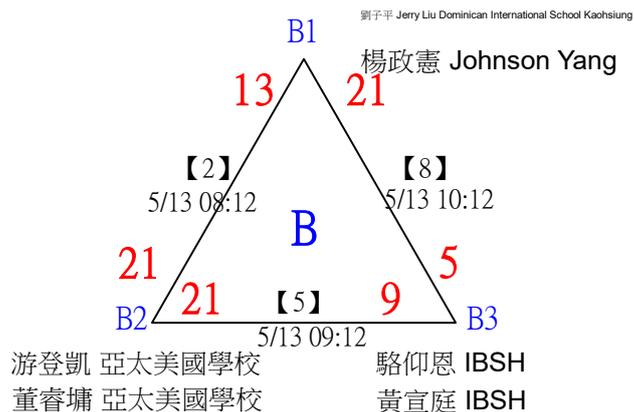 劉子平 Jerry Liu Dominican International School Kaohsiung
B1
楊政憲 Johnson Yang
13
21
【2】
【8】
5/13 08:12
5/13 10:12
B
21
5
21
【5】
9
B2
B3
5/13 09:12
游登凱 亞太美國學校
駱仰恩 IBSH
董睿墉 亞太美國學校
黃宣庭 IBSH